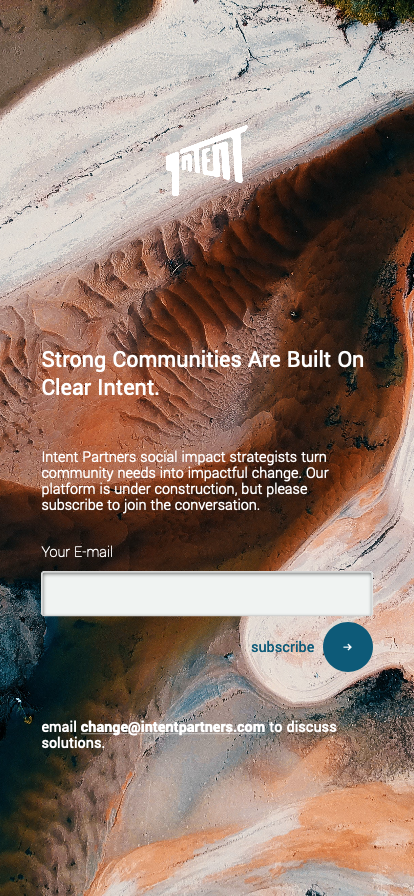 INTENT
Strong Communities Are Built On
Clear Intent.
Intent Partners social impact strategists turn
community needs into impactful change. Our
platform is under construction, but please
subscribe to join the conversation.
Your E-mail
subscribe →
email change@intentpartners.com to discuss
solutions.